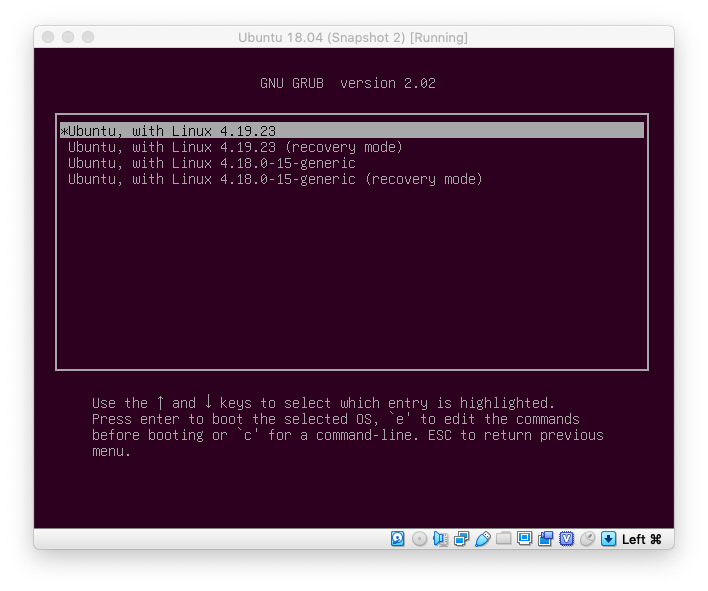 Ubuntu 18.04 (Snapshot 2) [Running]
GNU GRUB  version 2.02
*Ubuntu, with Linux 4.19.23
Ubuntu, with Linux 4.19.23 (recovery mode)
Ubuntu, with Linux 4.18.0-15-generic
Ubuntu, with Linux 4.18.0-15-generic (recovery mode)
Use the ↑ and ↓ keys to select which entry is highlighted.
Press enter to boot the selected OS, `e' to edit the commands
before booting or `c' for a command-line. ESC to return previous
menu.
Left ⌘